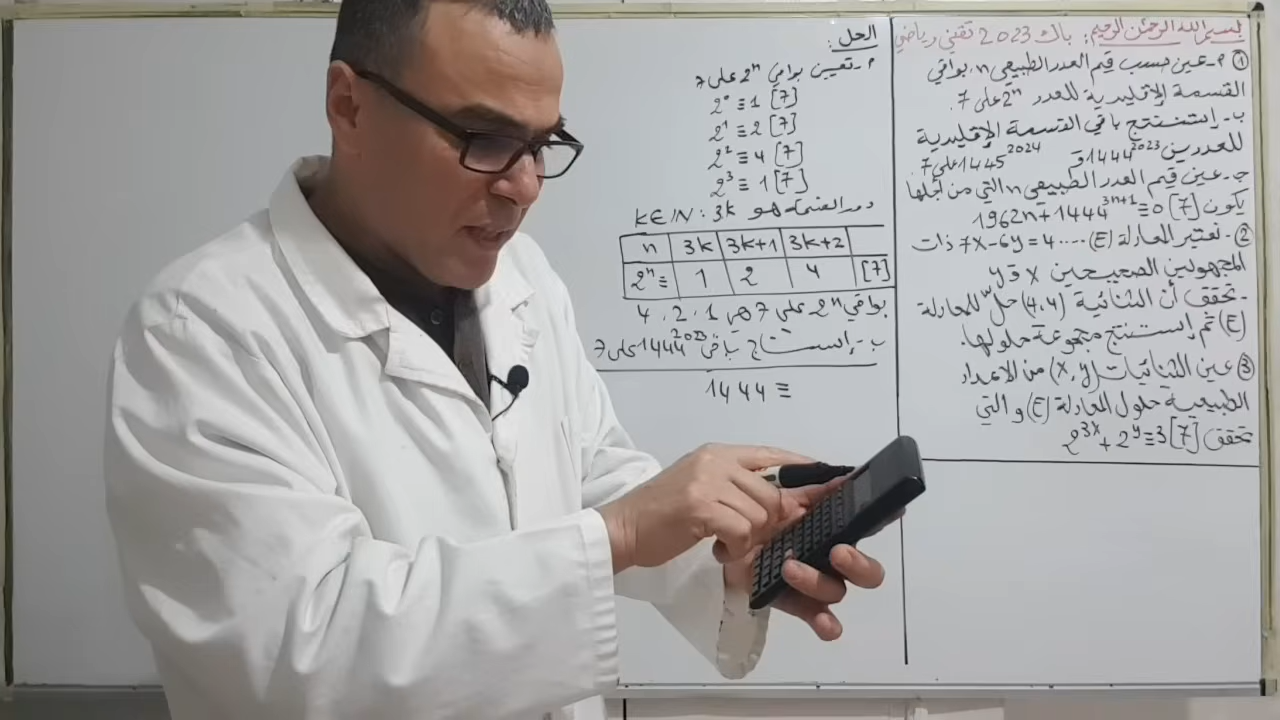 بسم الله الرحمن الرحيم: باك 2023 تقني رياضي
① م- عين حسب قيم العدد الطبيعي n، بواقي
القسمة الإقليدية للعدد 2ⁿ على 7.
ب- إستنتج باقي القسمة الإقليدية
للعددين 1444²⁰²³ و 1445²⁰²⁴ على 7.
ج- عين قيم العدد الطبيعي n التي من أجلها
يكون 1962n+1444³ⁿ⁺¹≡0[7]
②- نعتبر المعادلة (E).... 7x-6y=4 ذات
المجهولين الصحيحين x و y
- تحقق أن الثنائية (4,4) حل للمعادلة
(E) ثم إستنتج مجموعة حلولها.
③ عين الثنائيات (x,y) من الأعداد
الطبيعية حلول المعادلة (E) و التي
تحقق 2³ˣ+2ʸ≡3[7]
الحل:
م- تعيين بواقي 2ⁿ على 7
2⁰≡1[7]
2¹≡2[7]
2²≡4[7]
2³≡1[7]
هو 3k : K∈IN
n 3k 3k+1 3k+2
2ⁿ≡ 1 2 4 [7]
بواقي 2ⁿ على 7 هي 1، 2، 4
ب- إستنتاج باقي 1444²⁰²³ على 7
1444≡